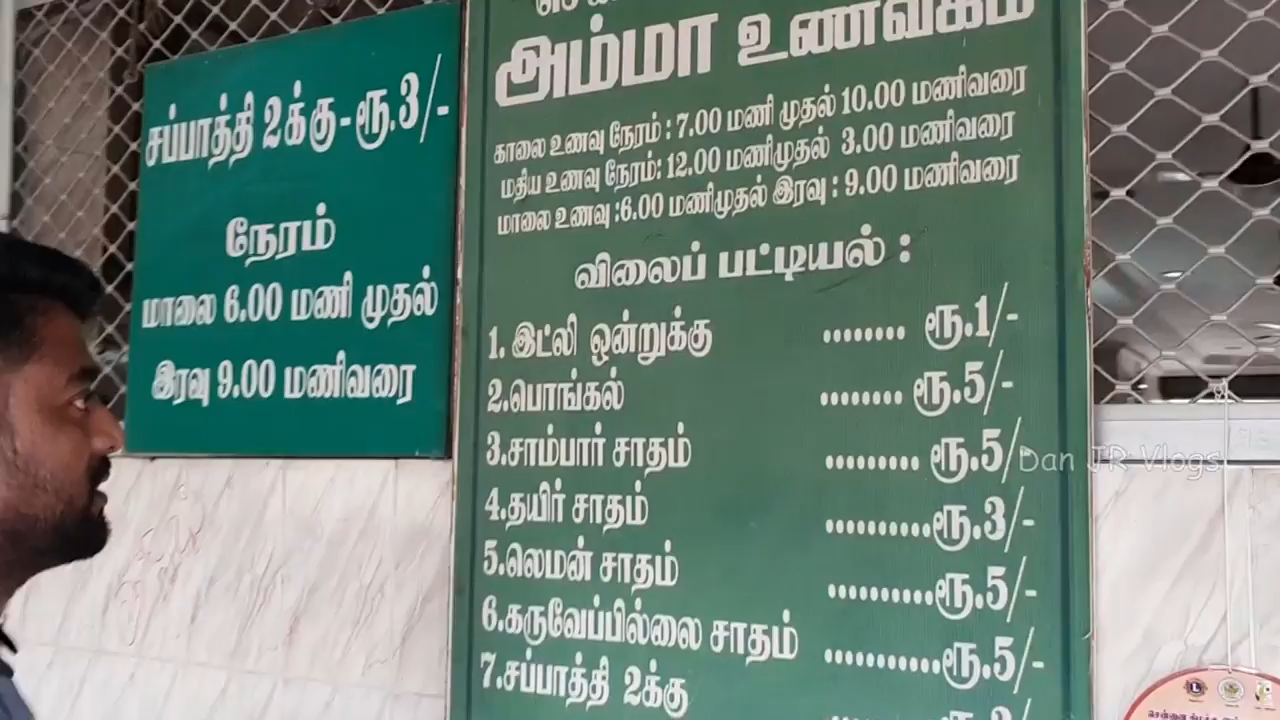 சப்பாத்தி 2க்கு - ரூ.3/-
நேரம்
மாலை 6.00 மணி முதல்
இரவு 9.00 மணிவரை
அம்மா உணவகம்
காலை உணவு நேரம் : 7.00 மணி முதல் 10.00 மணிவரை
மதிய உணவு நேரம்: 12.00 மணிமுதல் 3.00 மணிவரை
மாலை உணவு :6.00 மணிமுதல் இரவு : 9.00 மணிவரை
விலைப் பட்டியல் :
1. இட்லி ஒன்றுக்கு ........ ரூ.1/-
2.பொங்கல் ........ ரூ.5/-
3.சாம்பார் சாதம் ......... ரூ.5/
4.தயிர் சாதம் ..........ரூ.3/-
5.லெமன் சாதம் ..........ரூ.5/-
6.கருவேப்பில்லை சாதம் ...........ரூ.5/-
7.சப்பாத்தி 2க்கு
Dan JR Vlogs